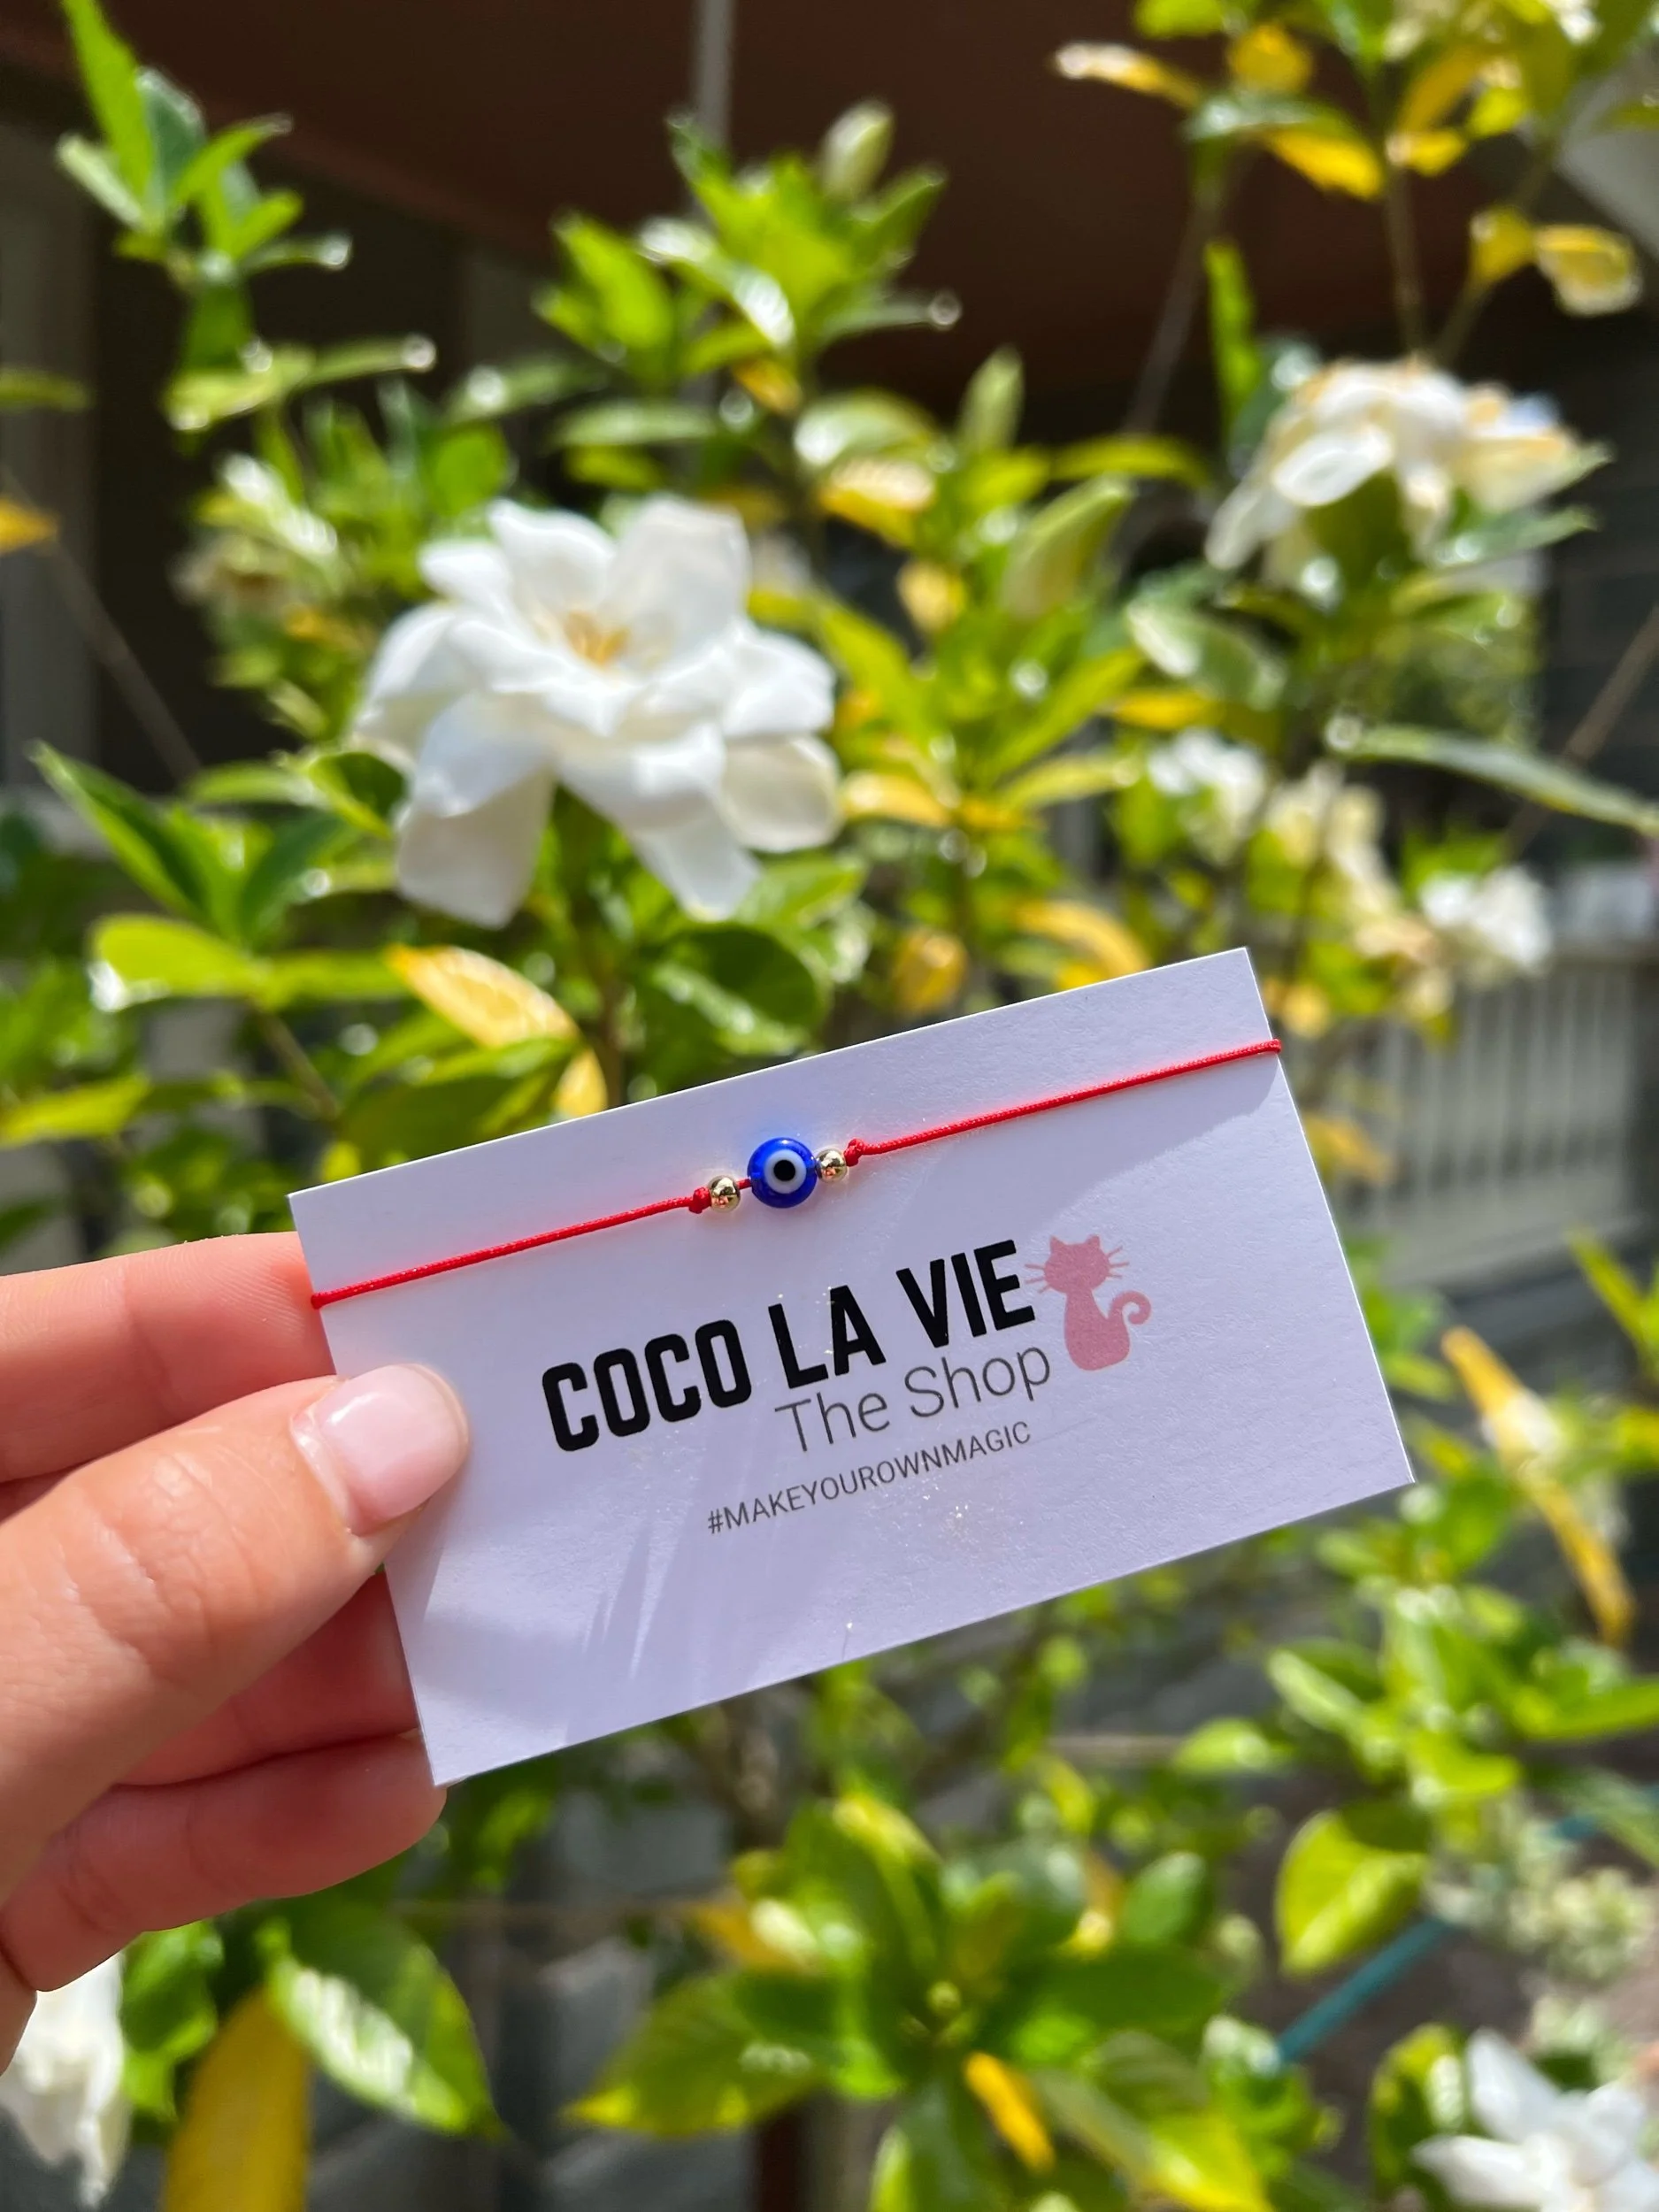 COCO LA VIE
The Shop
#MAKEYOUROWNMAGIC